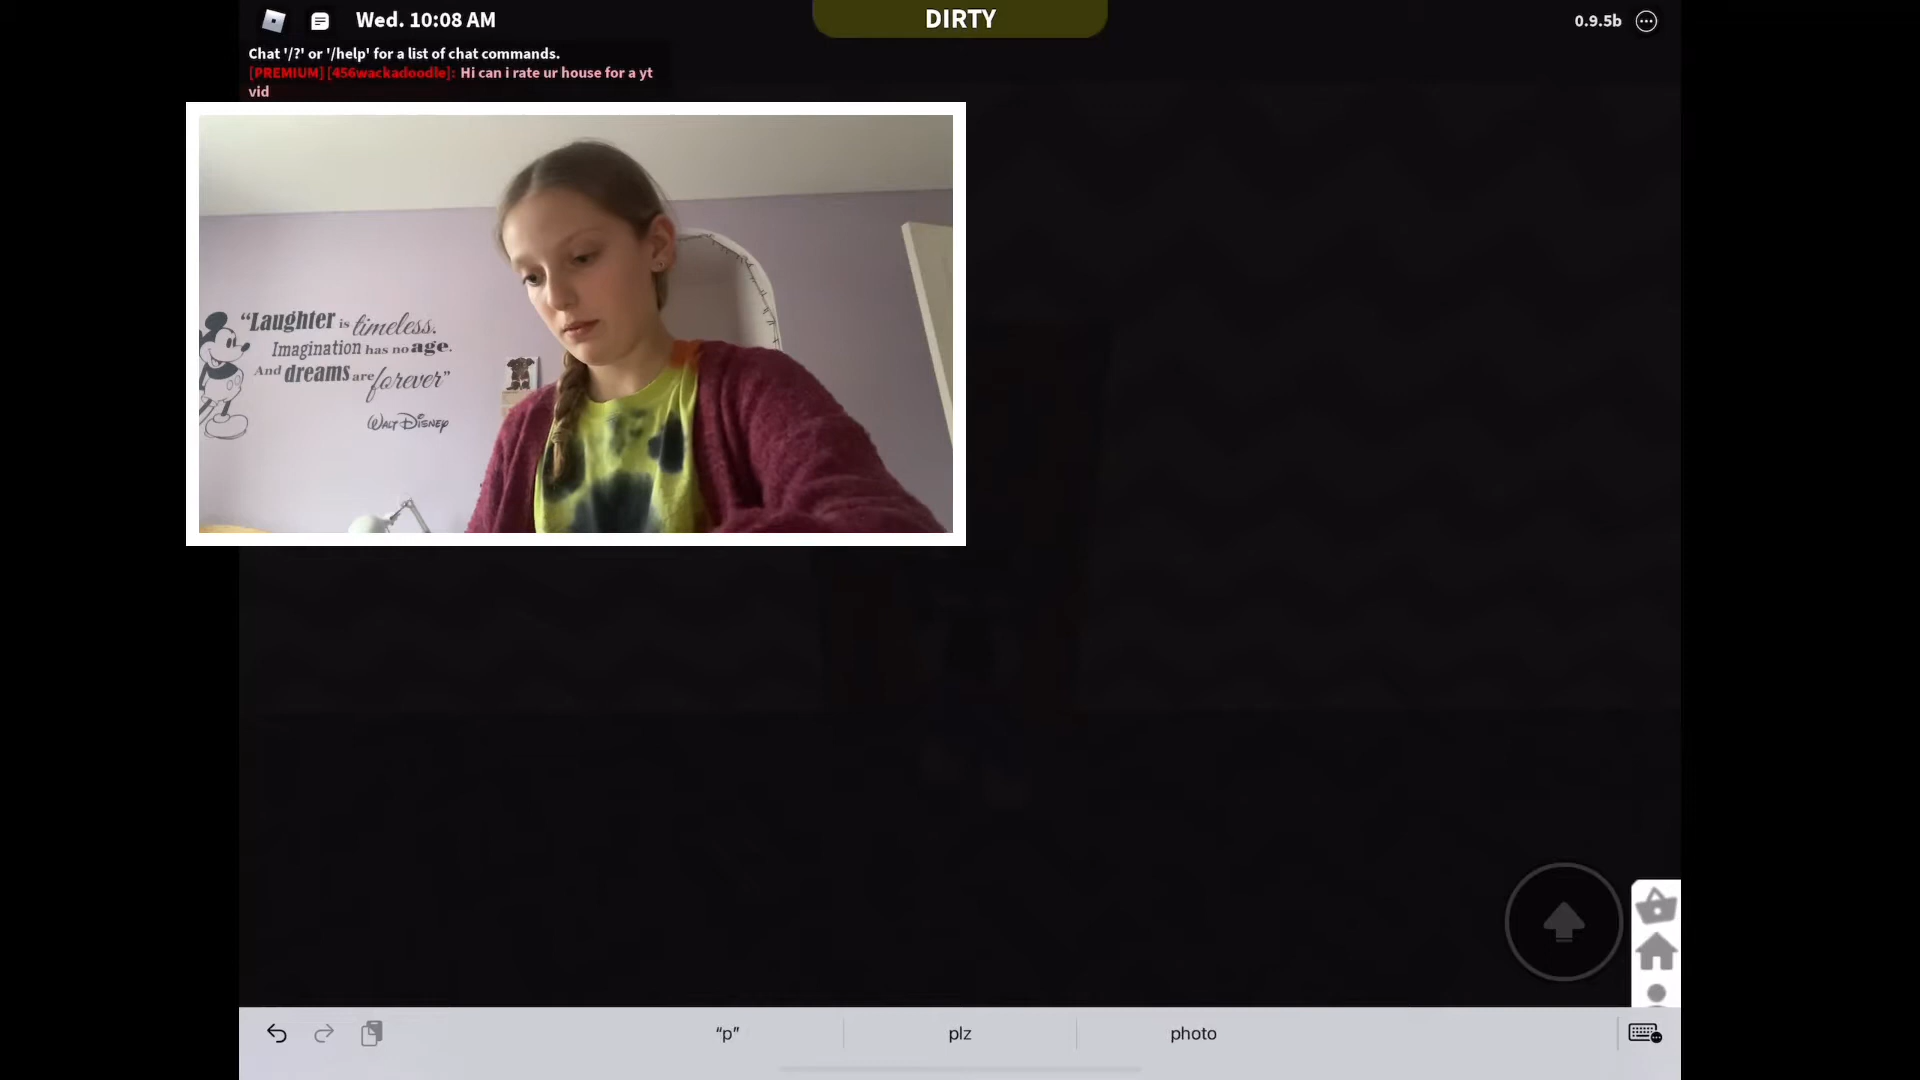 Wed. 10:08 AM
DIRTY
0.9.5b
Chat '/?' or '/help' for a list of chat commands.
[PREMIUM] [456wackadoodle]: Hi can i rate ur house for a yt
vid
“Laughter is timeless.
Imagination has no age.
And dreams are forever”
WALT DISNEY
“p”
plz
photo